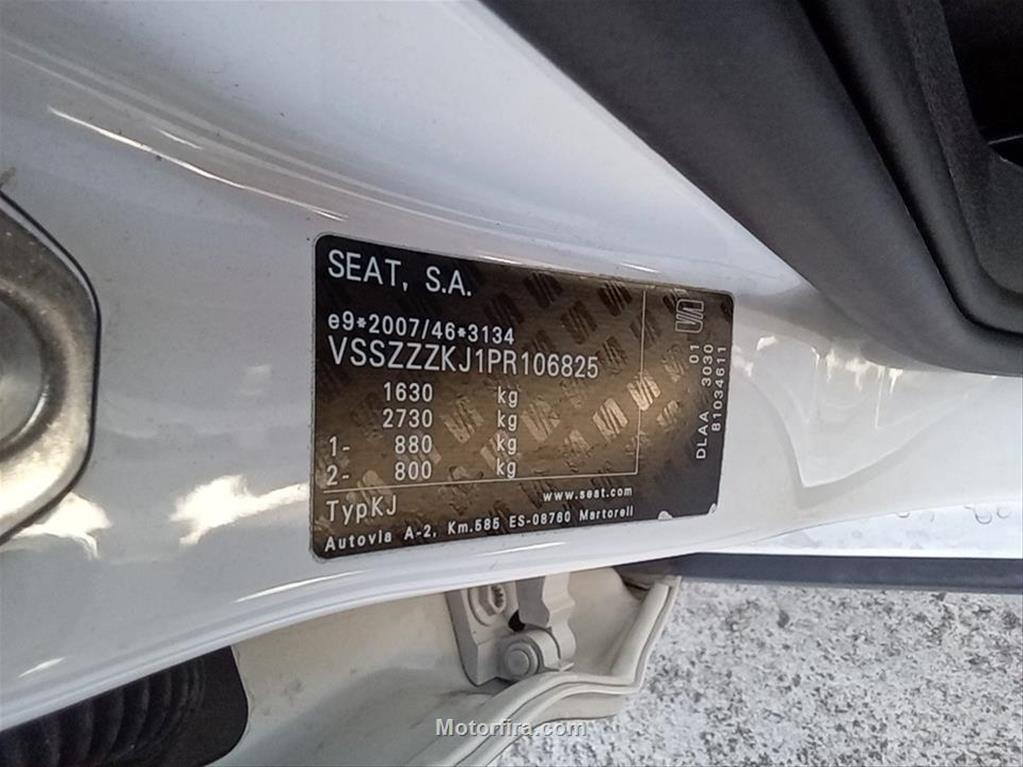 SEAT, S.A.
e9*2007/46*3134
VSSZZZKJ1PR106825
1630 kg
2730 kg
1- 880 kg
2- 800 kg
TypKJ
www.seat.com
Autovia A-2, Km.585 ES-08760 Martorell
DLAA 3030 01
81034611
Motorfira.com